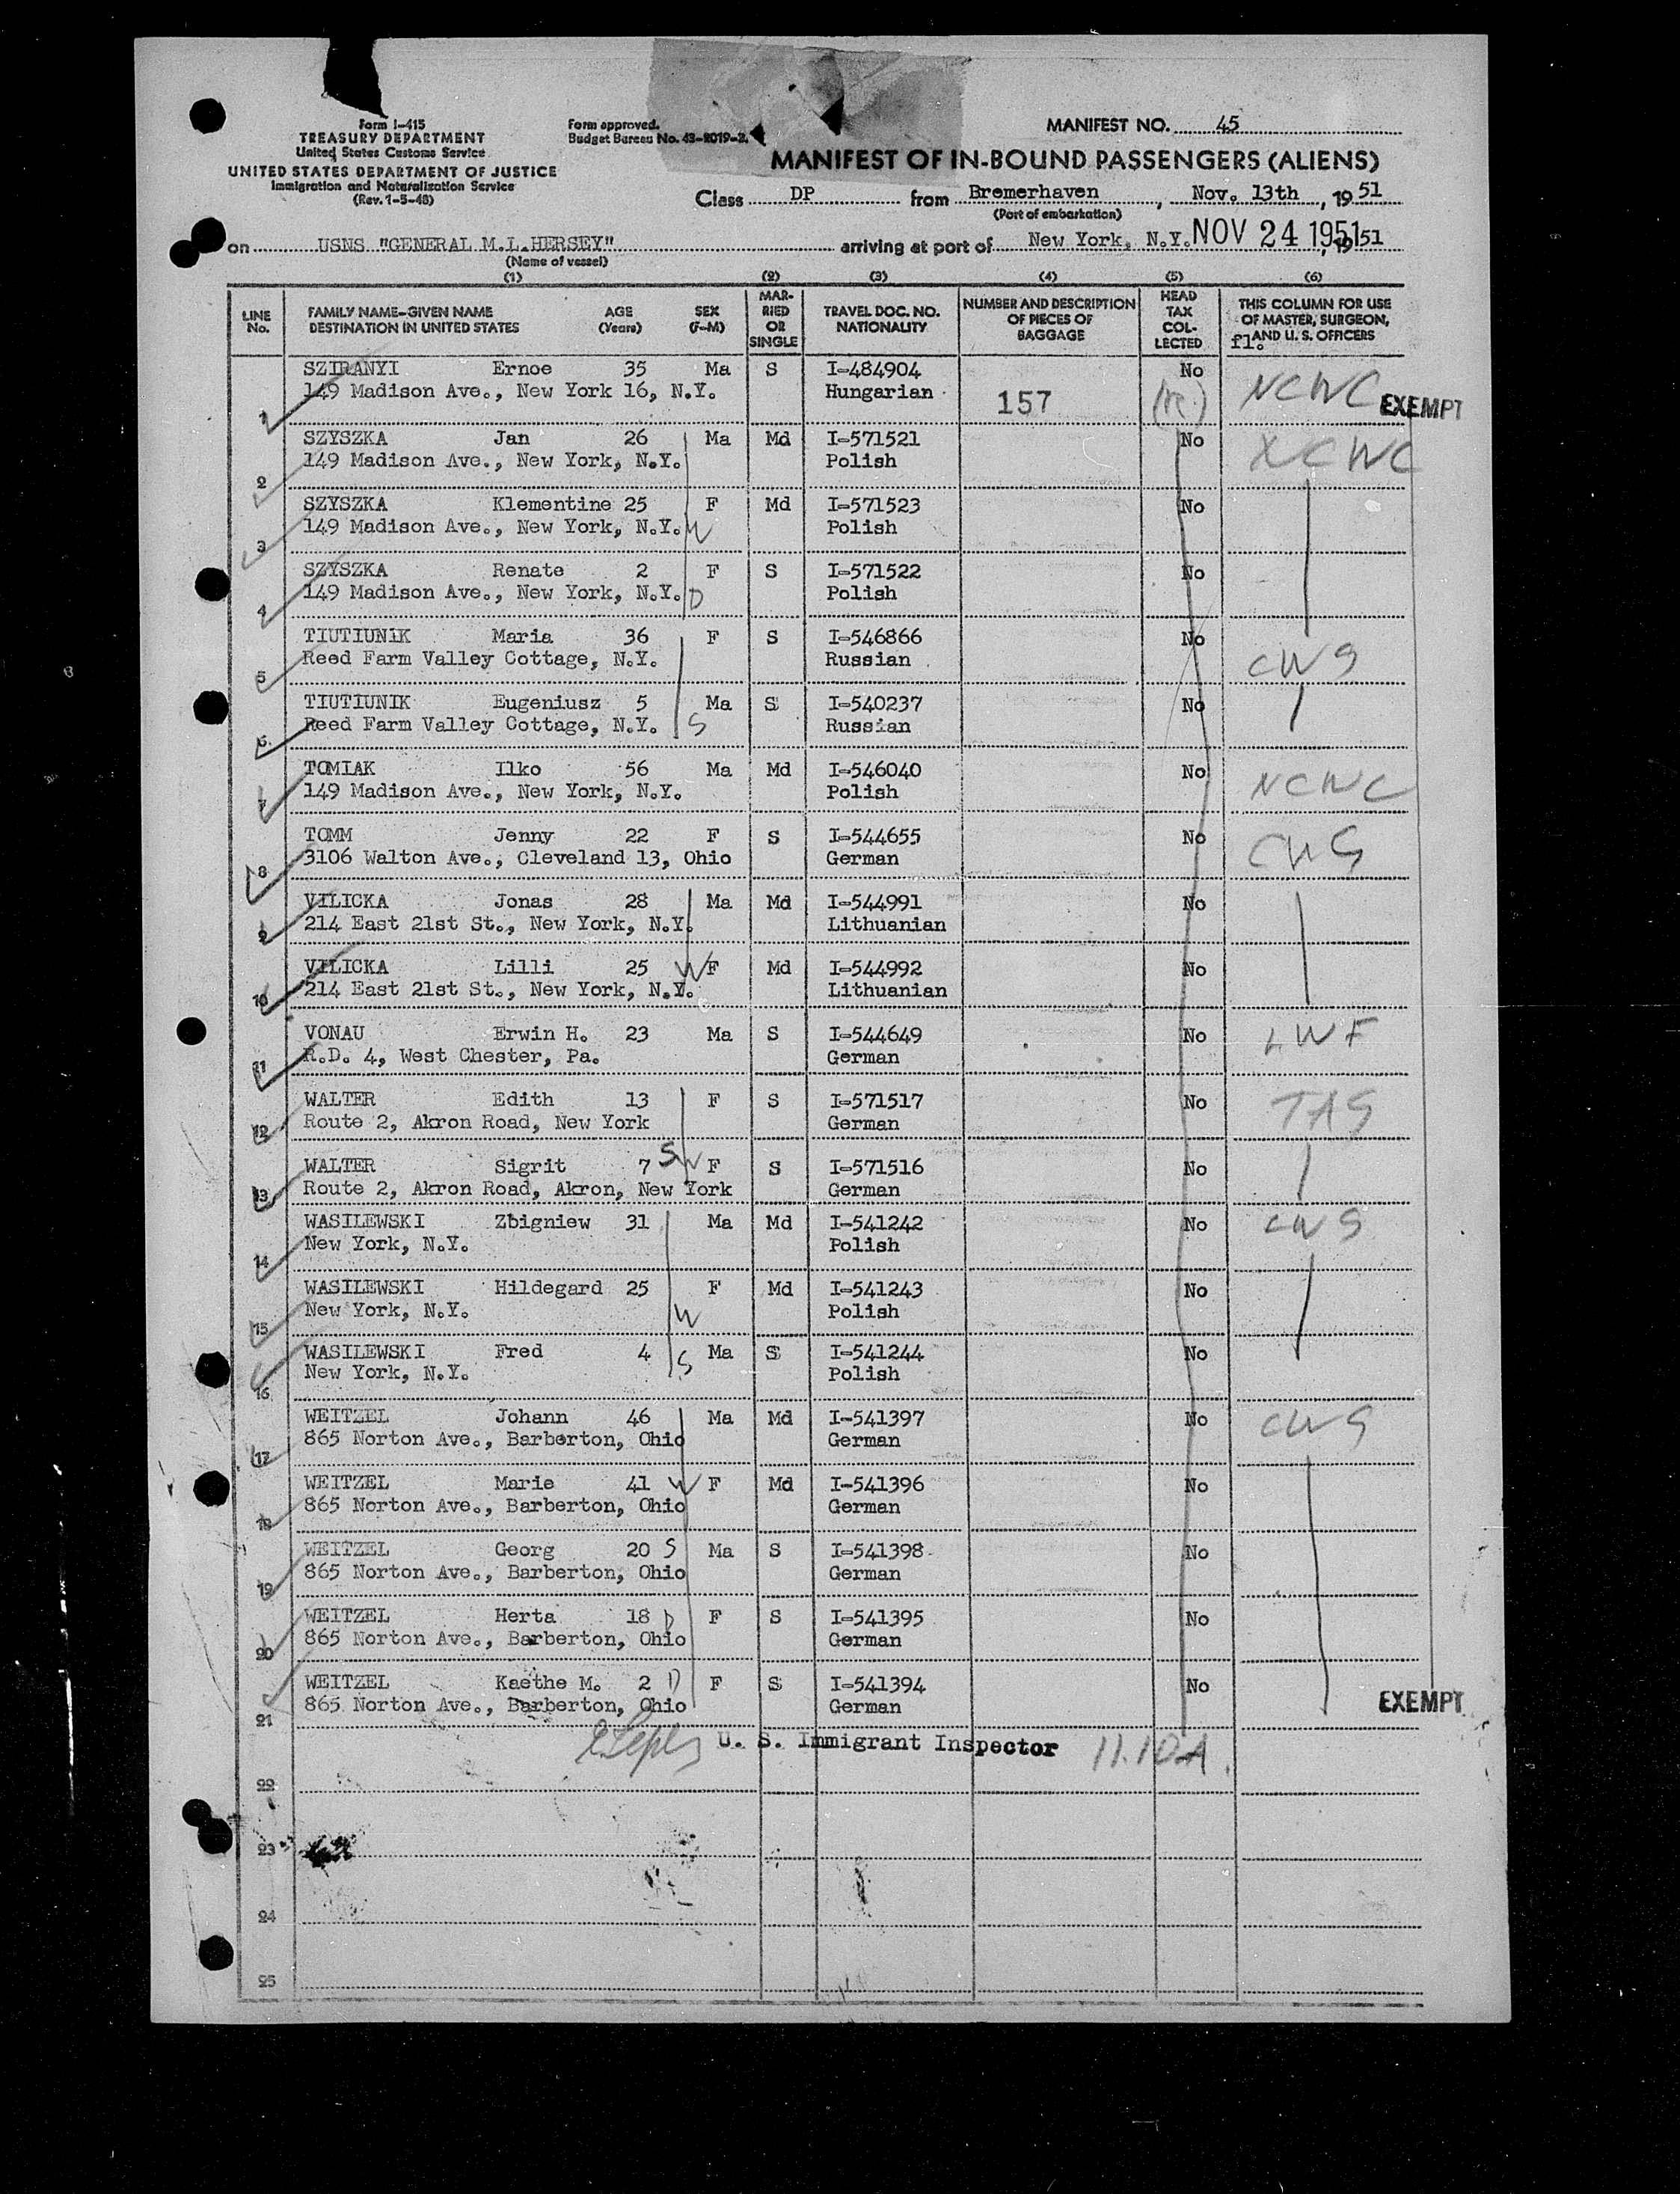 Form I-415
TREASURY DEPARTMENT
United States Customs Service
UNITED STATES DEPARTMENT OF JUSTICE
Immigration and Naturalization Service
(Rev. 1-5-48)
Form approved.
Budget Bureau No. 43-R019-2.
MANIFEST NO. 45
MANIFEST OF IN-BOUND PASSENGERS (ALIENS)
Class DP from Bremerhaven, Nov. 13th, 1951
(Port of embarkation)
on USNS "GENERAL M.L.HERSEY" arriving at port of New York, N.Y. NOV 24 1951, 1951
(Name of vessel)
(1) (2) (3) (4) (5) (6)
LINE No. FAMILY NAME-GIVEN NAME DESTINATION IN UNITED STATES AGE (Years) SEX (F-M) MARRIED OR SINGLE TRAVEL DOC. NO. NATIONALITY NUMBER AND DESCRIPTION OF PIECES OF BAGGAGE HEAD TAX COLLECTED THIS COLUMN FOR USE OF MASTER, SURGEON, AND U. S. OFFICERS
fl.
SZIRANYI Ernoe 35 Ma S I-484904 No NCWC
1 149 Madison Ave., New York 16, N.Y. Hungarian 157 EXEMPT
SZYSZKA Jan 26 Ma Md I-571521 No NCWC
2 149 Madison Ave., New York, N.Y. Polish
SZYSZKA Klementine 25 F Md I-571523 No
3 149 Madison Ave., New York, N.Y. W Polish
SZYSZKA Renate 2 F S I-571522 No
4 149 Madison Ave., New York, N.Y. D Polish
TIUTIUNIK Maria 36 F S I-546866 No
5 Reed Farm Valley Cottage, N.Y. Russian CWS
TIUTIUNIK Eugeniusz 5 Ma S I-540237 No
6 Reed Farm Valley Cottage, N.Y. S Russian
TOMIAK Ilko 56 Ma Md I-546040 No NCWC
7 149 Madison Ave., New York, N.Y. Polish
TOMM Jenny 22 F S I-544655 No CWS
8 3106 Walton Ave., Cleveland 13, Ohio German
VILICKA Jonas 28 Ma Md I-544991 No
9 214 East 21st St., New York, N.Y. Lithuanian
VILICKA Lilli 25 W F Md I-544992 No
10 214 East 21st St., New York, N.Y. Lithuanian
VONAU Erwin H. 23 Ma S I-544649 No LWF
11 R.D. 4, West Chester, Pa. German
WALTER Edith 13 F S I-571517 No TAS
12 Route 2, Akron Road, New York German
WALTER Sigrit 7 F S I-571516 No
13 Route 2, Akron Road, Akron, New York German
WASILEWSKI Zbigniew 31 Ma Md I-541242 No CWS
14 New York, N.Y. Polish
WASILEWSKI Hildegard 25 F Md I-541243 No
15 New York, N.Y. W Polish
WASILEWSKI Fred 4 S Ma S I-541244 No
16 New York, N.Y. Polish
WEITZEL Johann 46 Ma Md I-541397 No CWS
17 865 Norton Ave., Barberton, Ohio German
WEITZEL Marie 41 W F Md I-541396 No
18 865 Norton Ave., Barberton, Ohio German
WEITZEL Georg 20 S Ma S I-541398 No
19 865 Norton Ave., Barberton, Ohio German
WEITZEL Herta 18 D F S I-541395 No
20 865 Norton Ave., Barberton, Ohio German
WEITZEL Kaethe M. 2 D F S I-541394 No
21 865 Norton Ave., Barberton, Ohio German EXEMPT
U. S. Immigrant Inspector 11.10A.
22
23
24
25